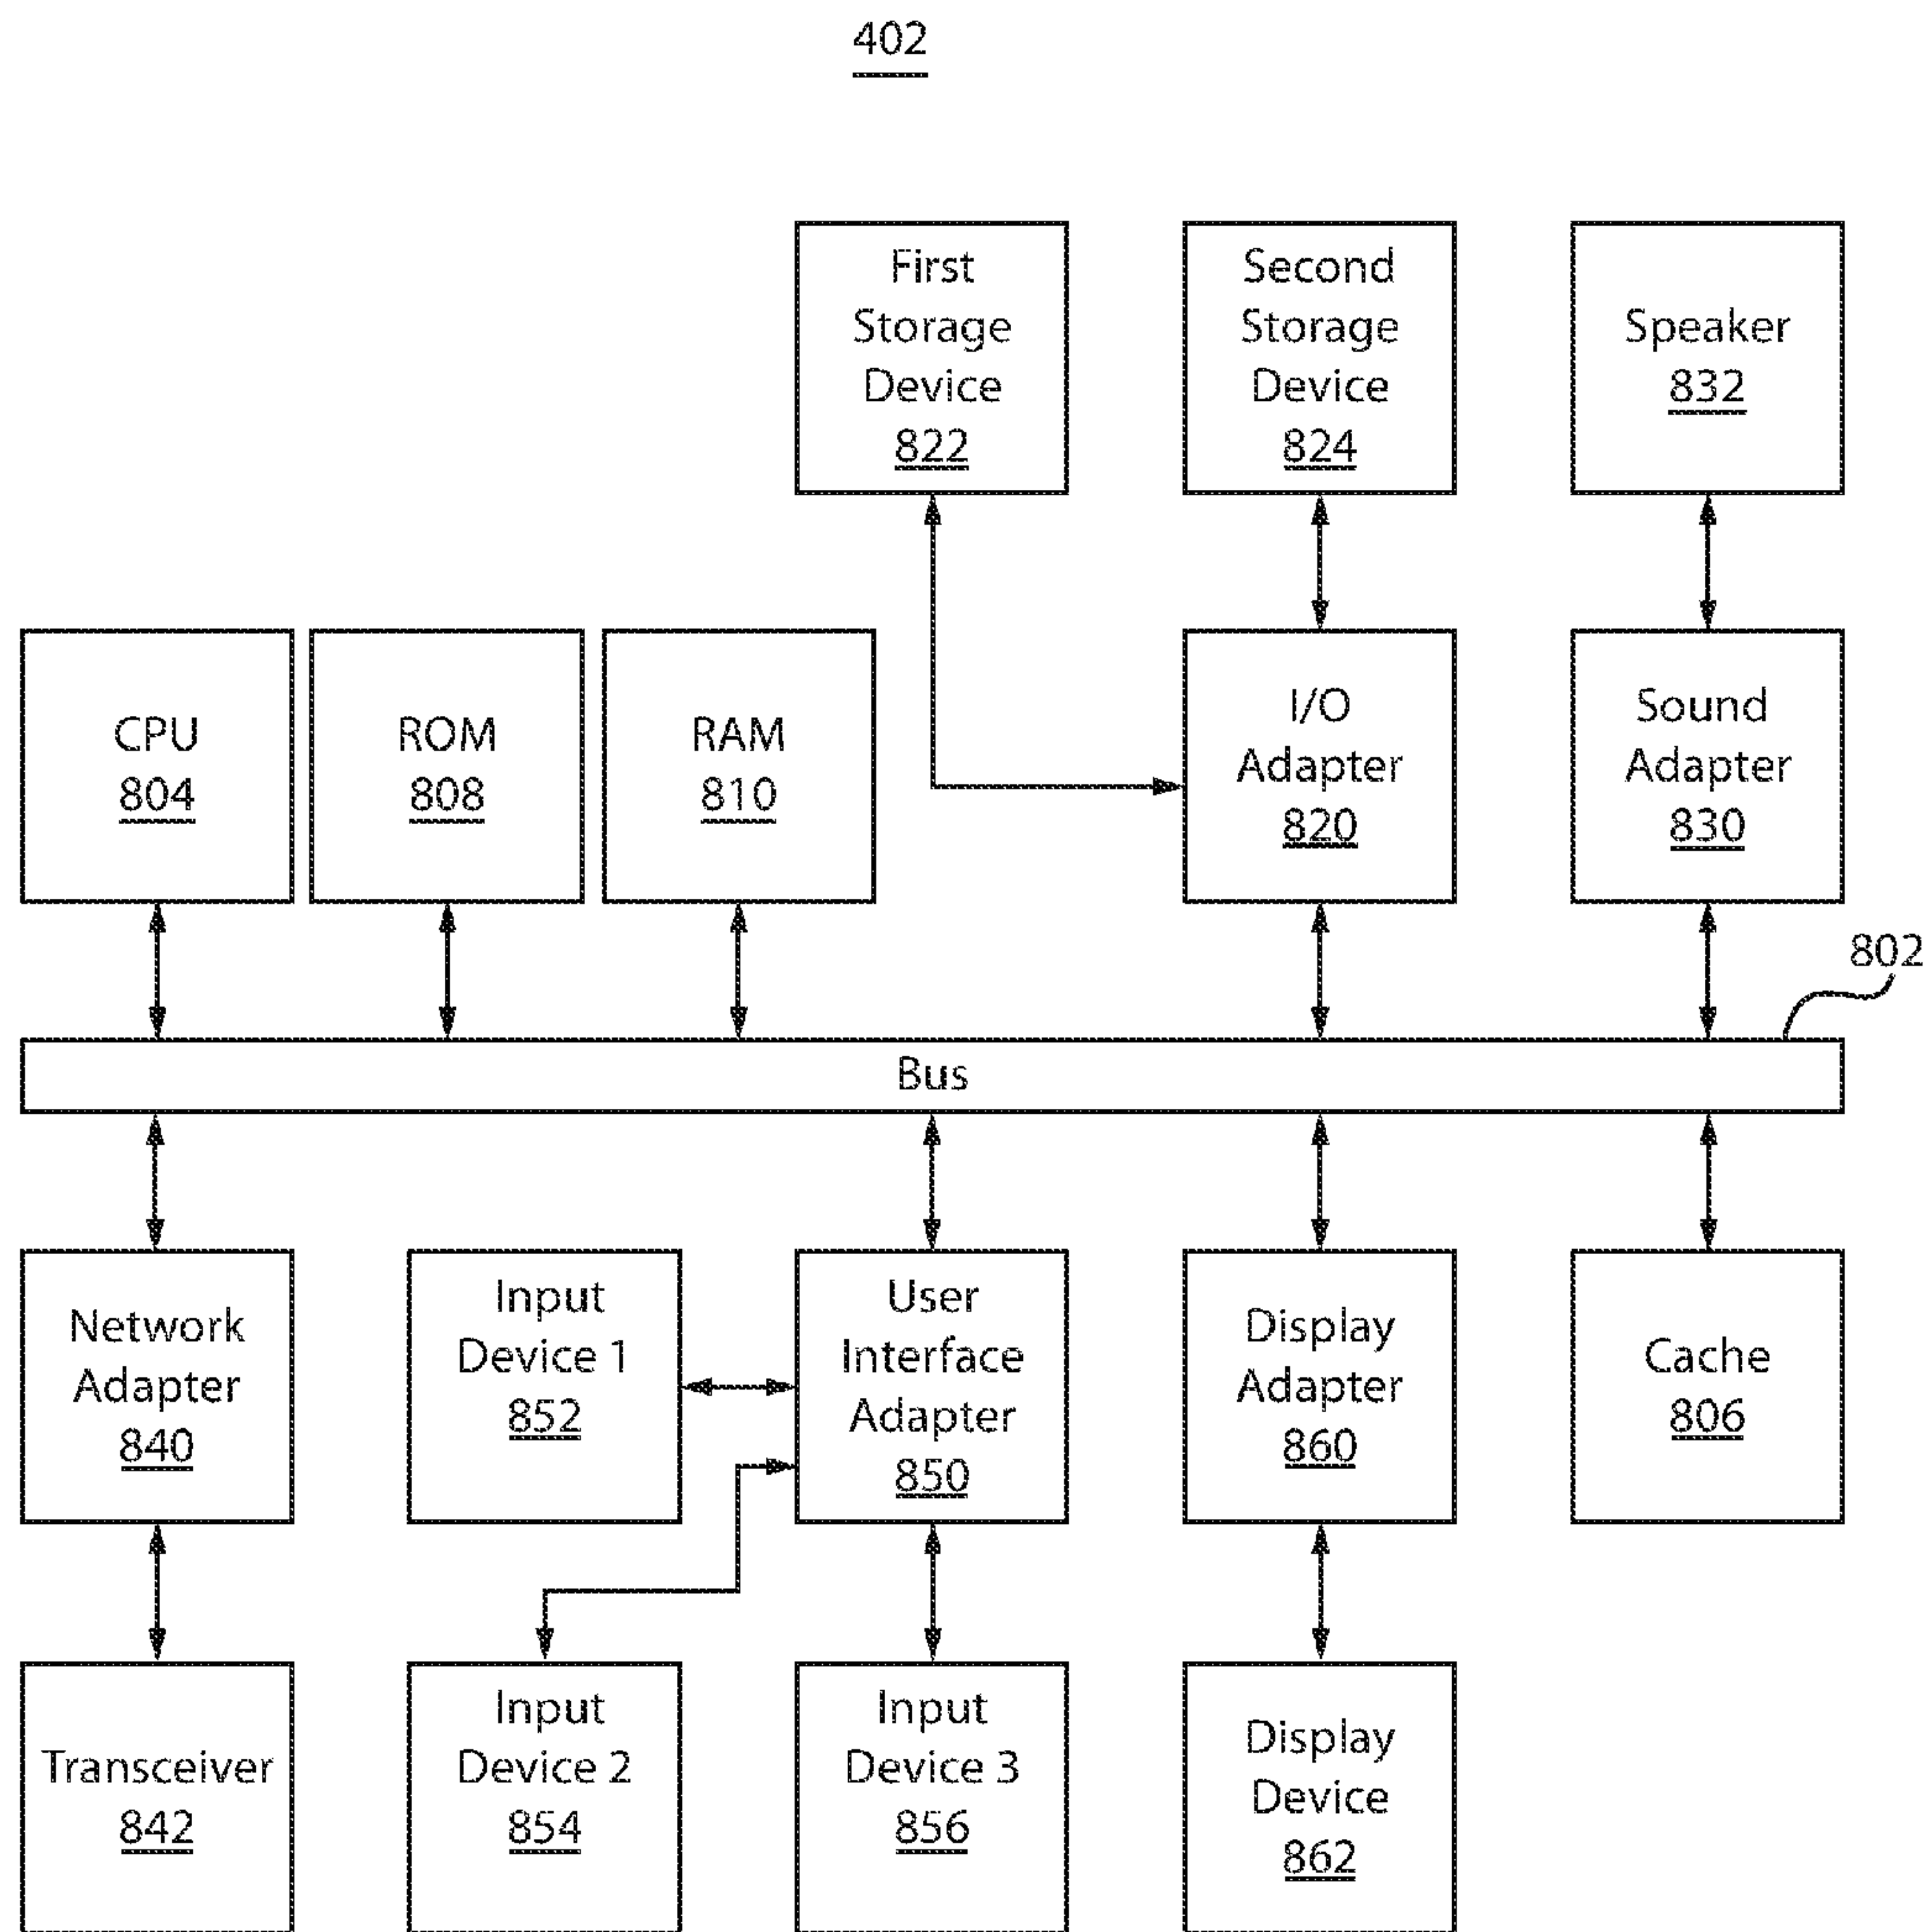 402
First
Storage
Device
822
Second
Storage
Device
824
Speaker
832
CPU
804
ROM
808
RAM
810
I/O
Adapter
820
Sound
Adapter
830
802
Bus
Network
Adapter
840
Input
Device 1
852
User
Interface
Adapter
850
Display
Adapter
860
Cache
806
Transceiver
842
Input
Device 2
854
Input
Device 3
856
Display
Device
862